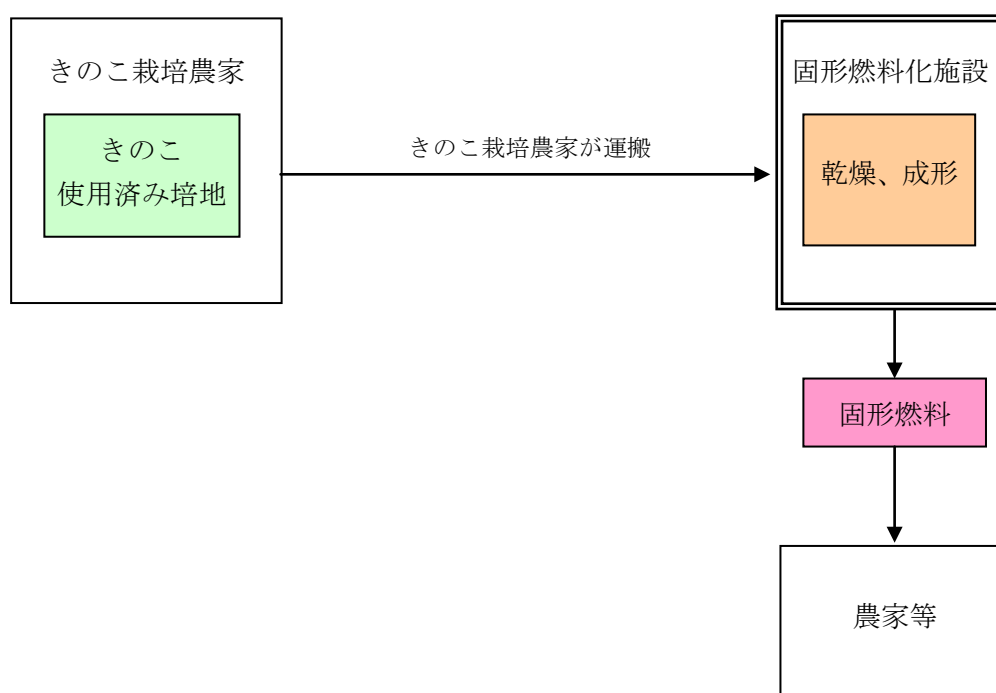 きのこ栽培農家
きのこ
使用済み培地
きのこ栽培農家が運搬
固形燃料化施設
乾燥、成形
固形燃料
農家等